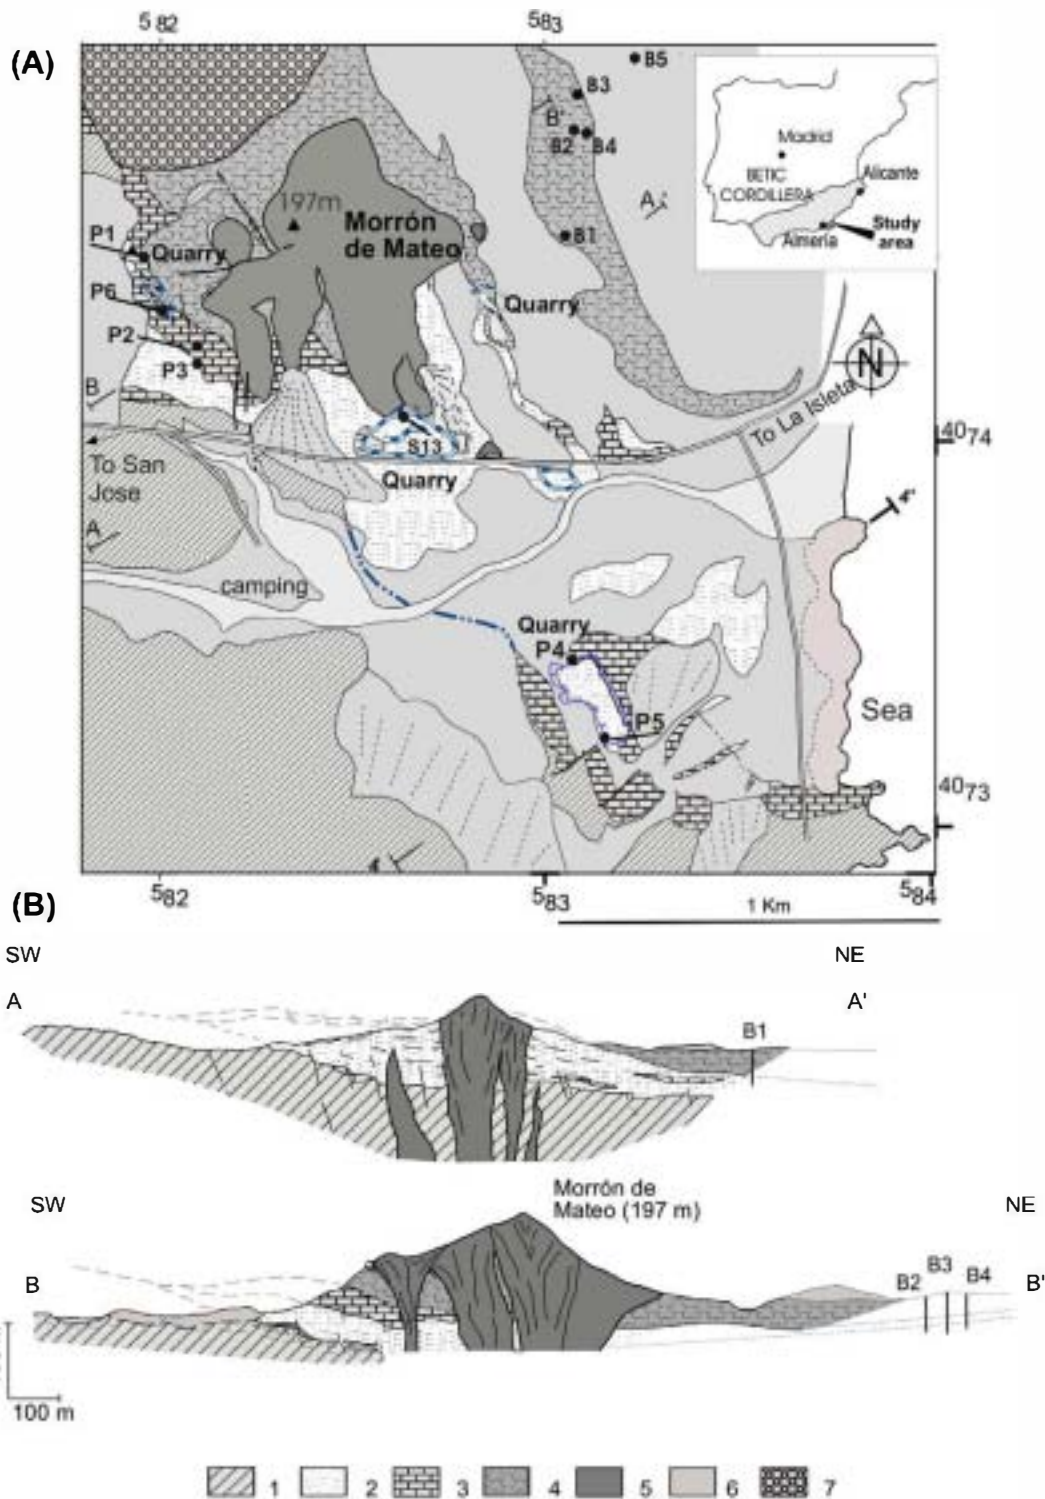 (A)
582
583
B5
B3
B'
B2
B4
Madrid
BETIC
CORDILLERA
Alicante
Almería
Study
area
A'
197m
Morrón
de Mateo
B1
P1
Quarry
P6
Quarry
P2
P3
N
B
To La Isleta
4074
S13
To San
Jose
Quarry
A
camping
Quarry
P4
P5
Sea
4073
582
583
584
(B)
1 Km
SW
NE
A
A'
B1
SW
Morrón de
Mateo (197 m)
NE
B
B2
B3
B4
B'
100 m
1
2
3
4
5
6
7